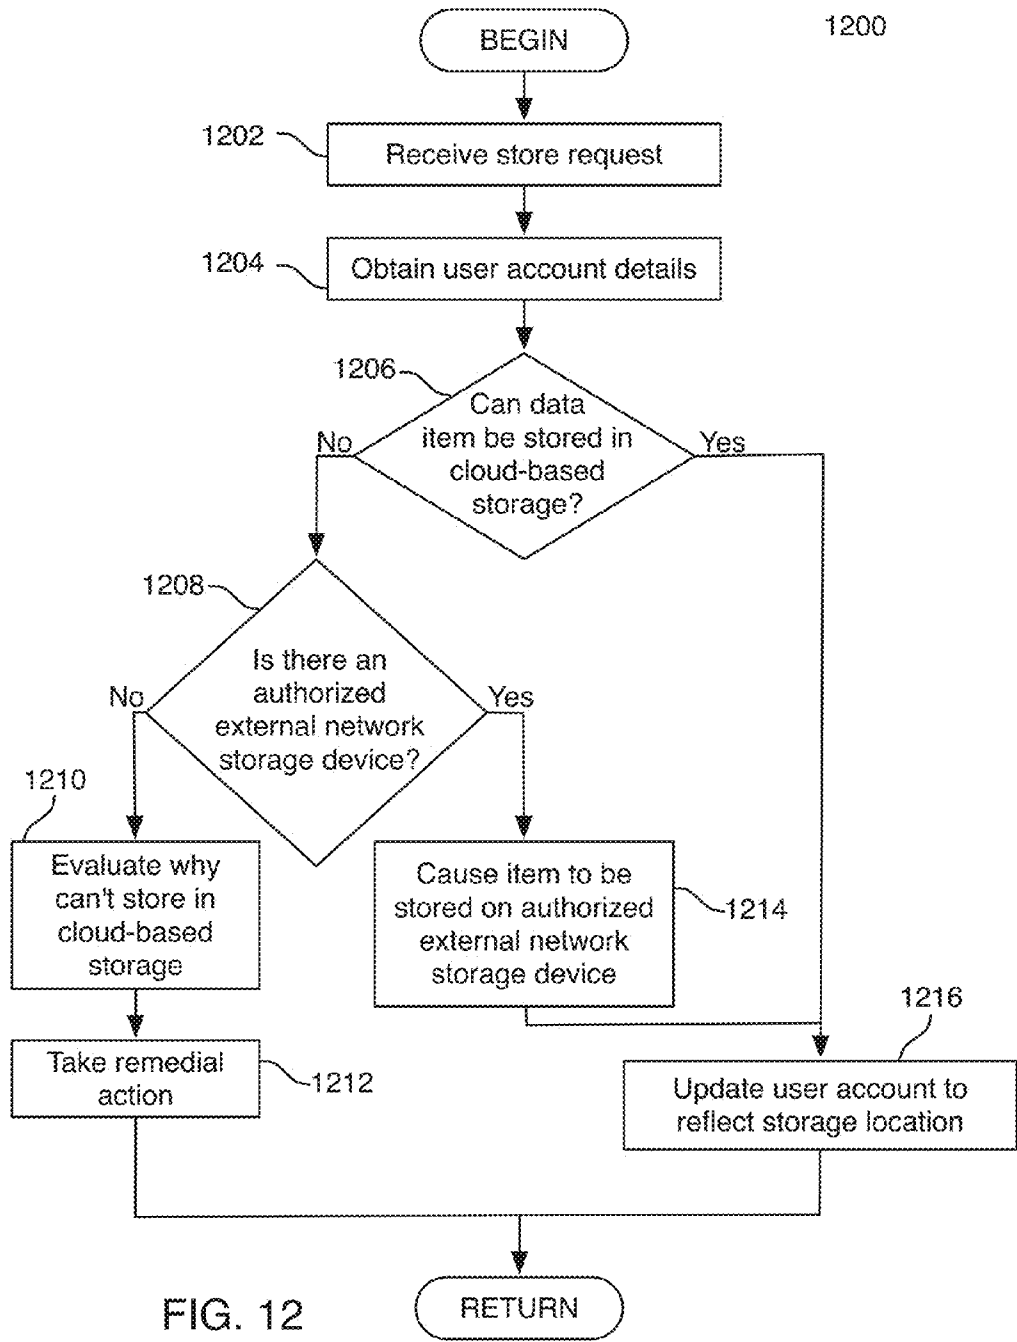 BEGIN
1200
1202
Receive store request
1204
Obtain user account details
1206
Can data
item be stored in
cloud-based
storage?
No
Yes
1208
Is there an
authorized
external network
storage device?
No
Yes
1210
Evaluate why
can't store in
cloud-based
storage
Cause item to be
stored on authorized
external network
storage device
1214
1216
Take remedial
action
1212
Update user account to
reflect storage location
FIG. 12
RETURN